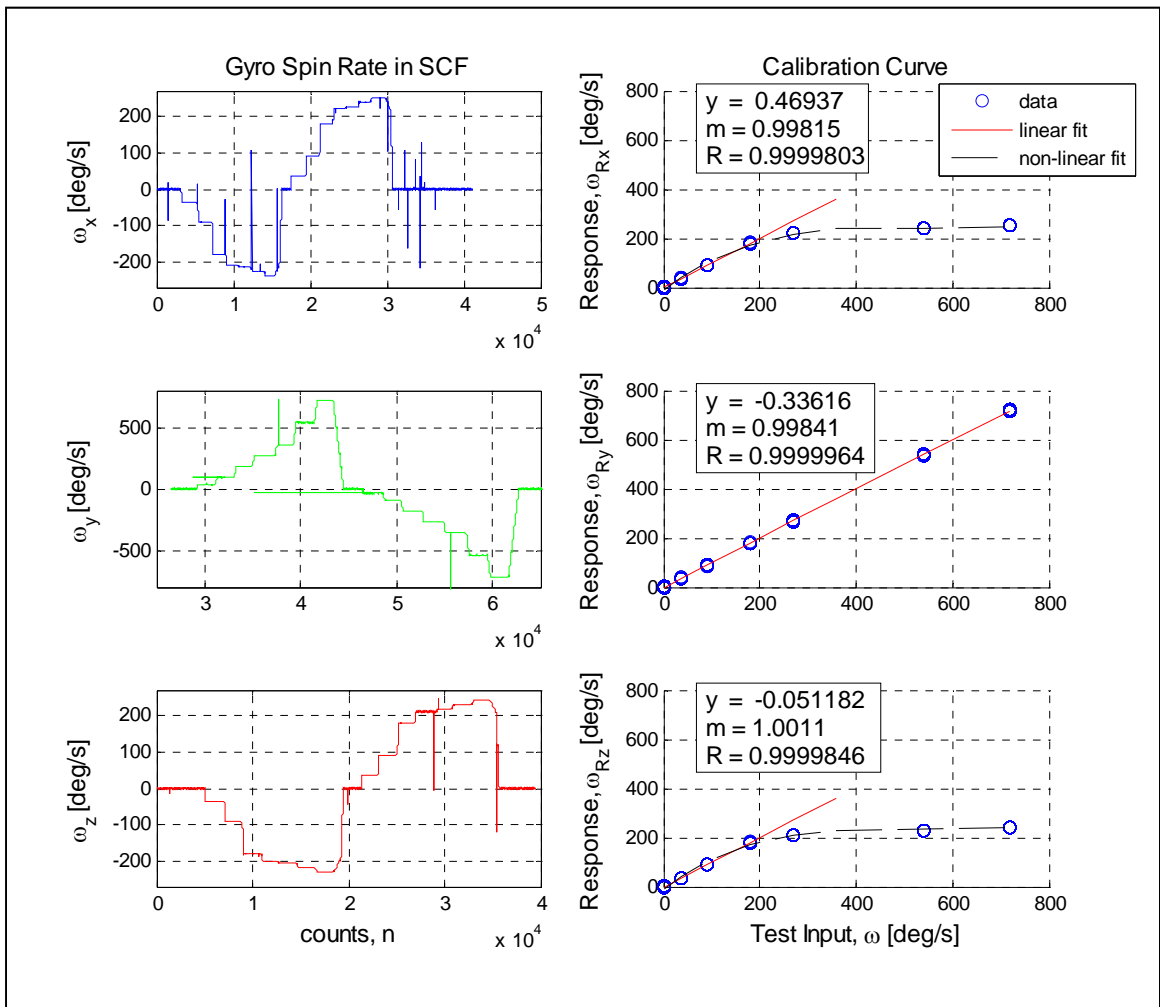 Gyro Spin Rate in SCF
ω_x [deg/s]
200
100
0
-100
-200
0 1 2 3 4 5
x 10^4
Calibration Curve
Response, ω_Rx [deg/s]
800
600
400
200
0
0 200 400 600 800
y = 0.46937
m = 0.99815
R = 0.9999803
data
linear fit
non-linear fit
ω_y [deg/s]
500
0
-500
3 4 5 6
x 10^4
Response, ω_Ry [deg/s]
800
600
400
200
0
0 200 400 600 800
y = -0.33616
m = 0.99841
R = 0.9999964
ω_z [deg/s]
200
100
0
-100
-200
0 1 2 3 4
x 10^4
counts, n
Response, ω_Rz [deg/s]
800
600
400
200
0
0 200 400 600 800
y = -0.051182
m = 1.0011
R = 0.9999846
Test Input, ω [deg/s]